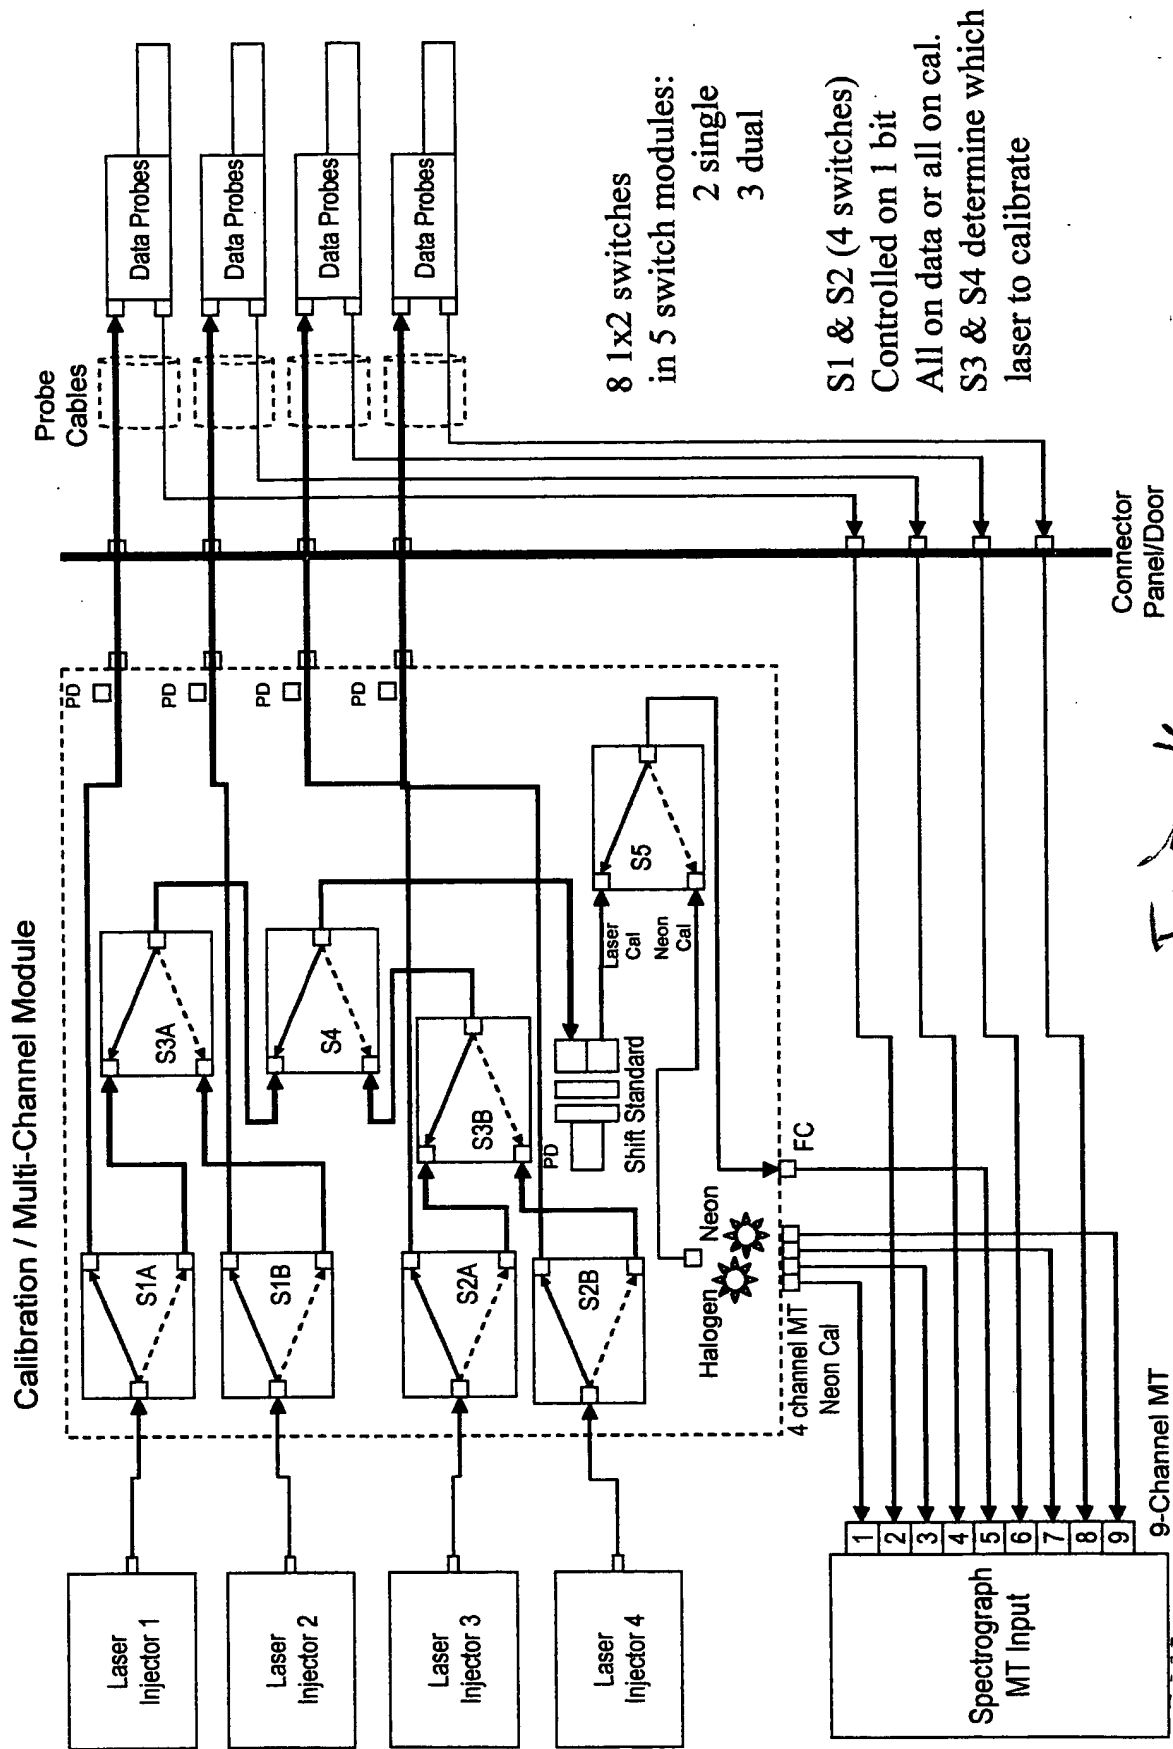 Calibration / Multi-Channel Module
Probe
Cables
Laser
Injector 1
Laser
Injector 2
Laser
Injector 3
Laser
Injector 4
S1A
S1B
S2A
S2B
S3A
S4
S3B
S5
PD
PD
PD
PD
Data Probes
Data Probes
Data Probes
Data Probes
Laser
Cal
Neon
Cal
PD
Shift Standard
Halogen
Neon
FC
4 channel MT
Neon Cal
8 1x2 switches
in 5 switch modules:
2 single
3 dual
S1 & S2 (4 switches)
Controlled on 1 bit
All on data or all on cal.
S3 & S4 determine which
laser to calibrate
Connector
Panel/Door
Spectrograph
MT Input
1
2
3
4
5
6
7
8
9
9-Channel MT